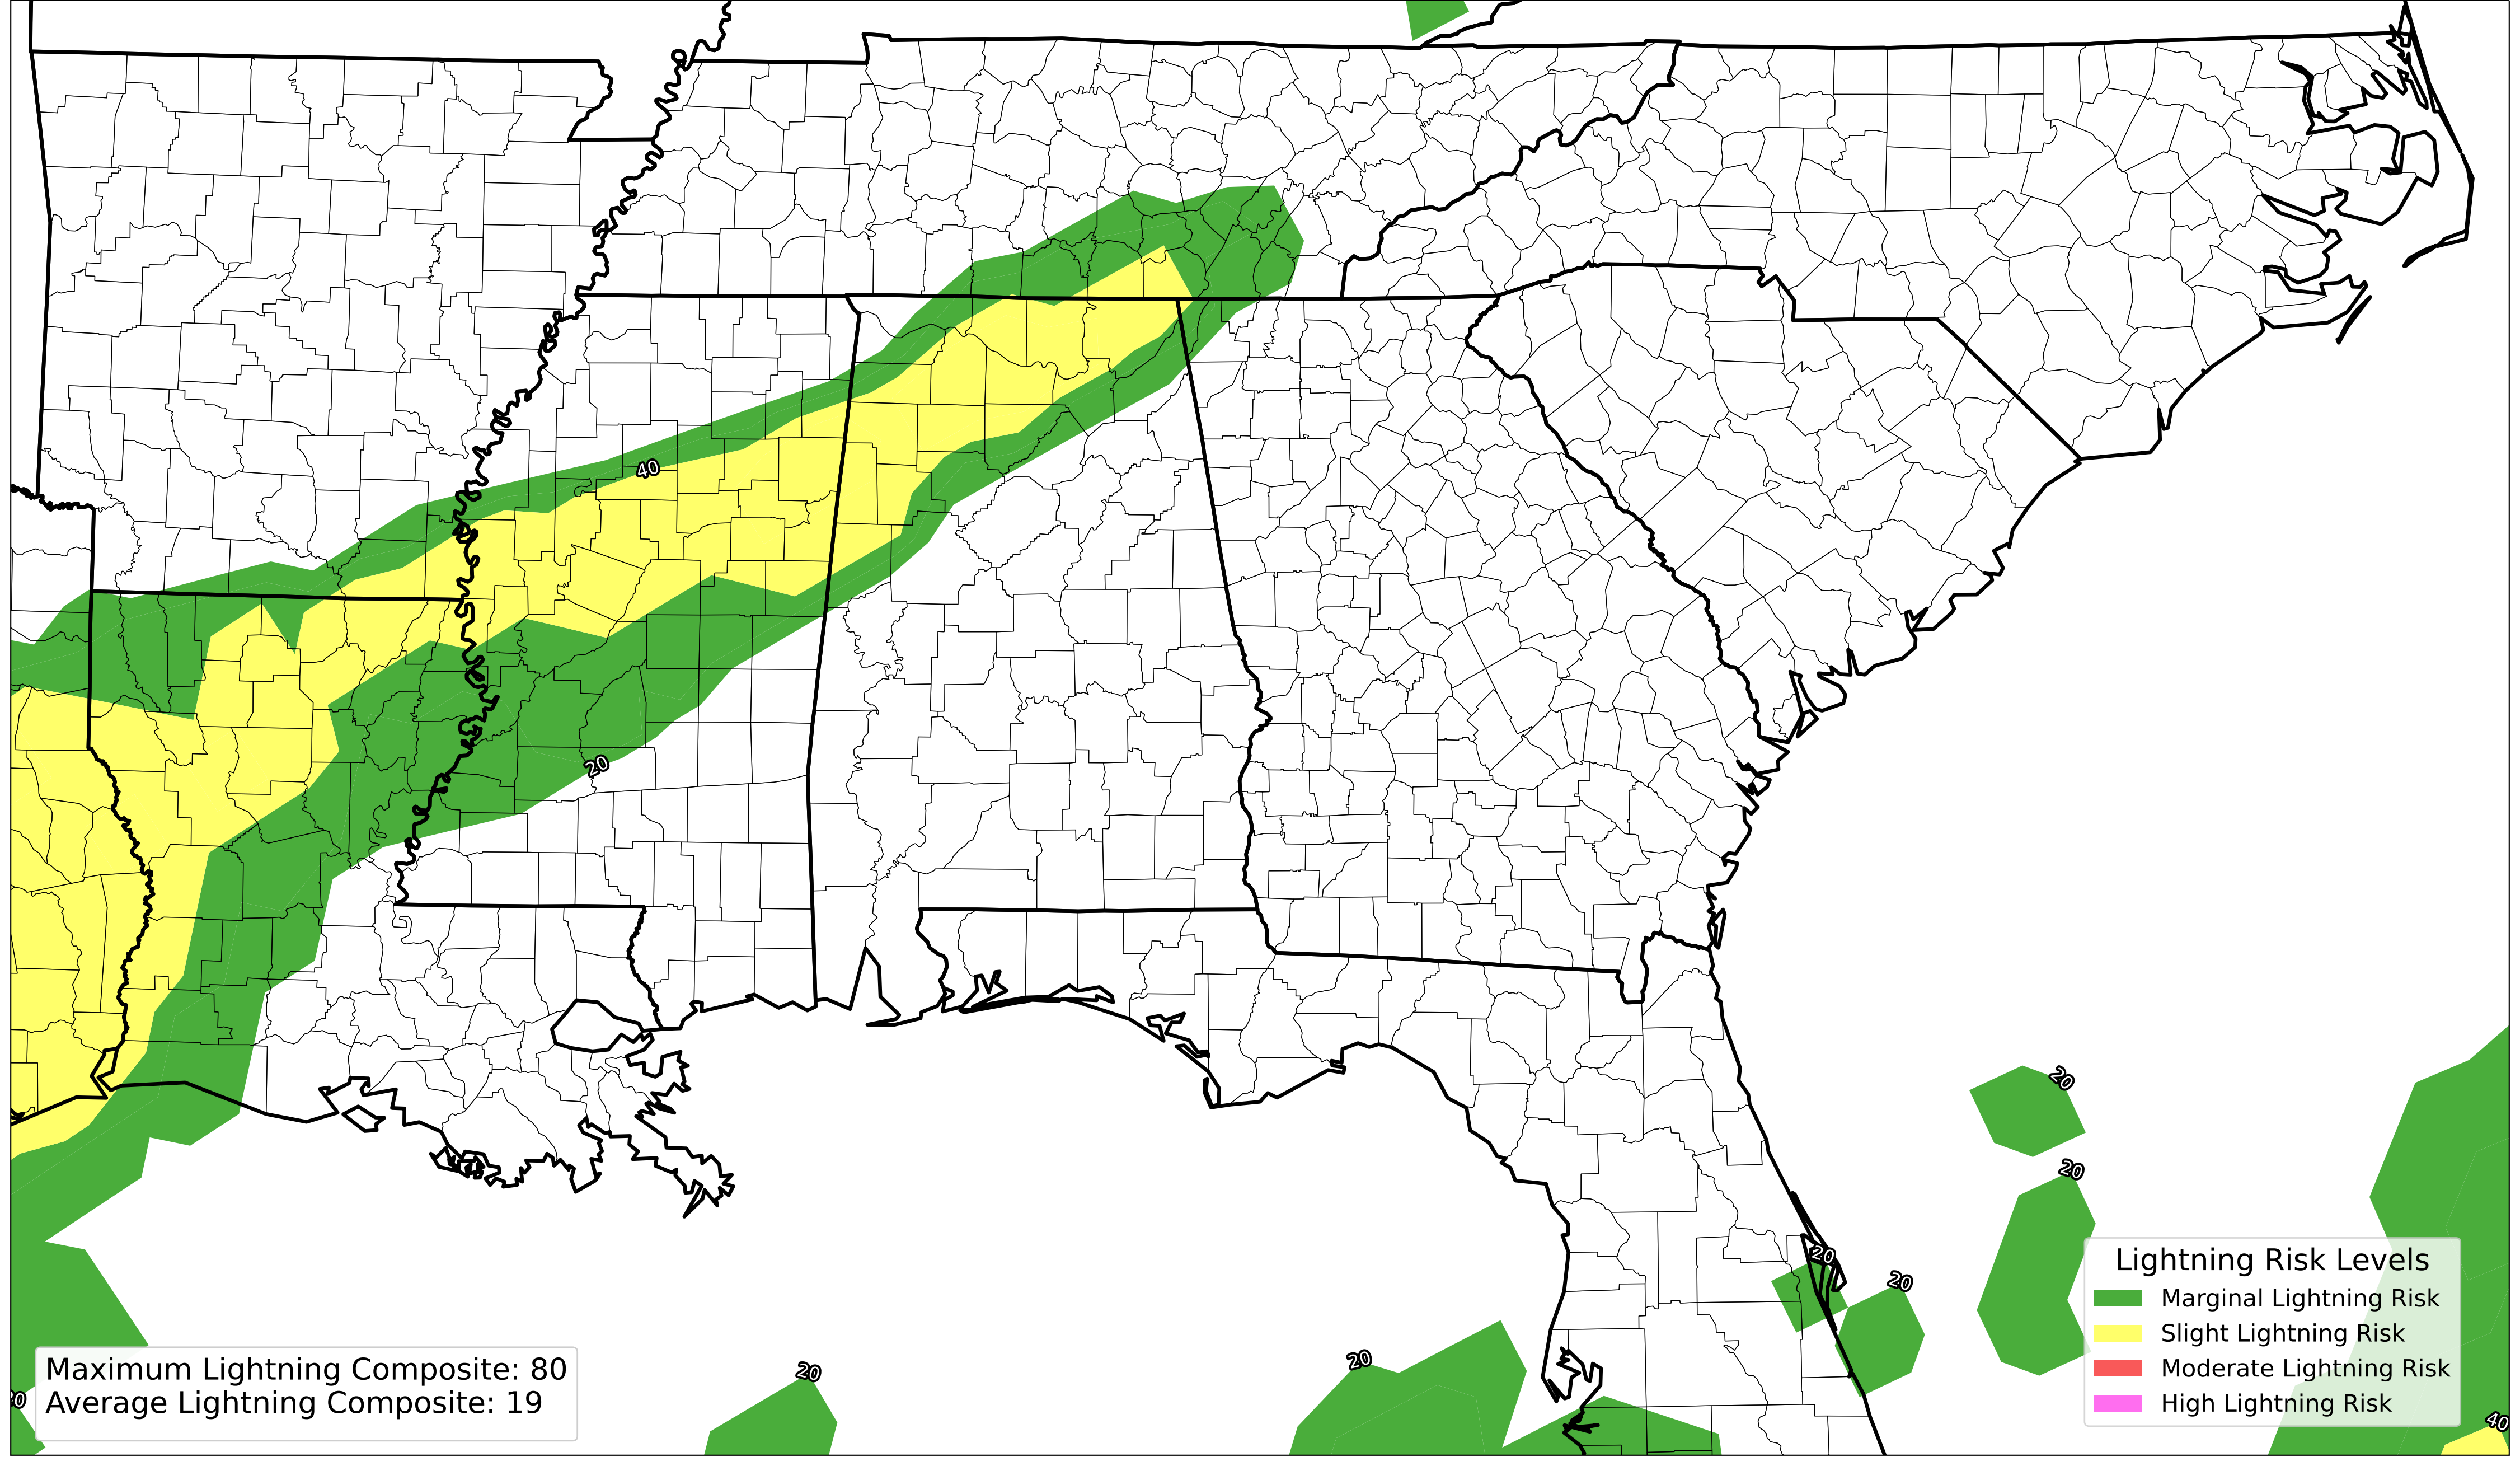 40
20
20
20
20
20
Lightning Risk Levels
Marginal Lightning Risk
Slight Lightning Risk
Moderate Lightning Risk
High Lightning Risk
Maximum Lightning Composite: 80
Average Lightning Composite: 19
20
20
40